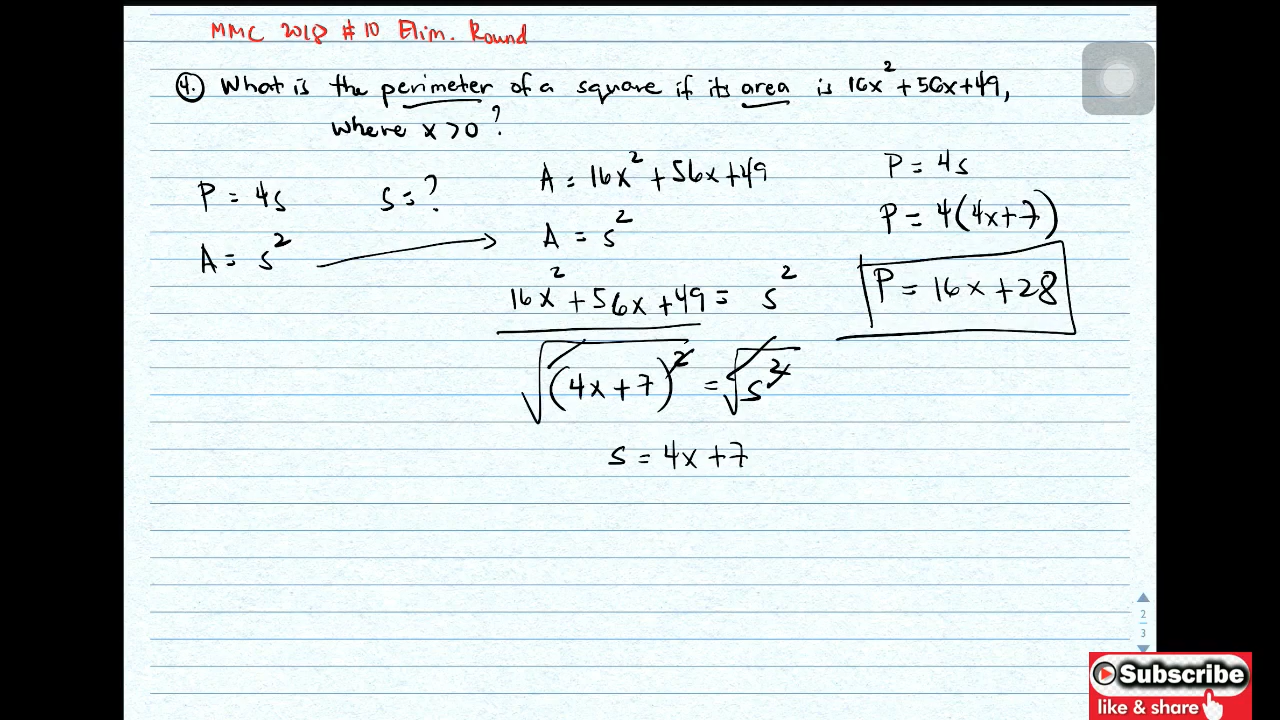 MMC 2018 #10 Elim. Round
4. What is the perimeter of a square if its area is 16x² + 56x + 49,
where x > 0?
P = 4s
s = ?
A = s²
A = 16x² + 56x + 49
A = s²
16x² + 56x + 49 = s²
√(4x + 7)² = √s²
s = 4x + 7
P = 4s
P = 4(4x + 7)
P = 16x + 28
2
3
Subscribe
like & share